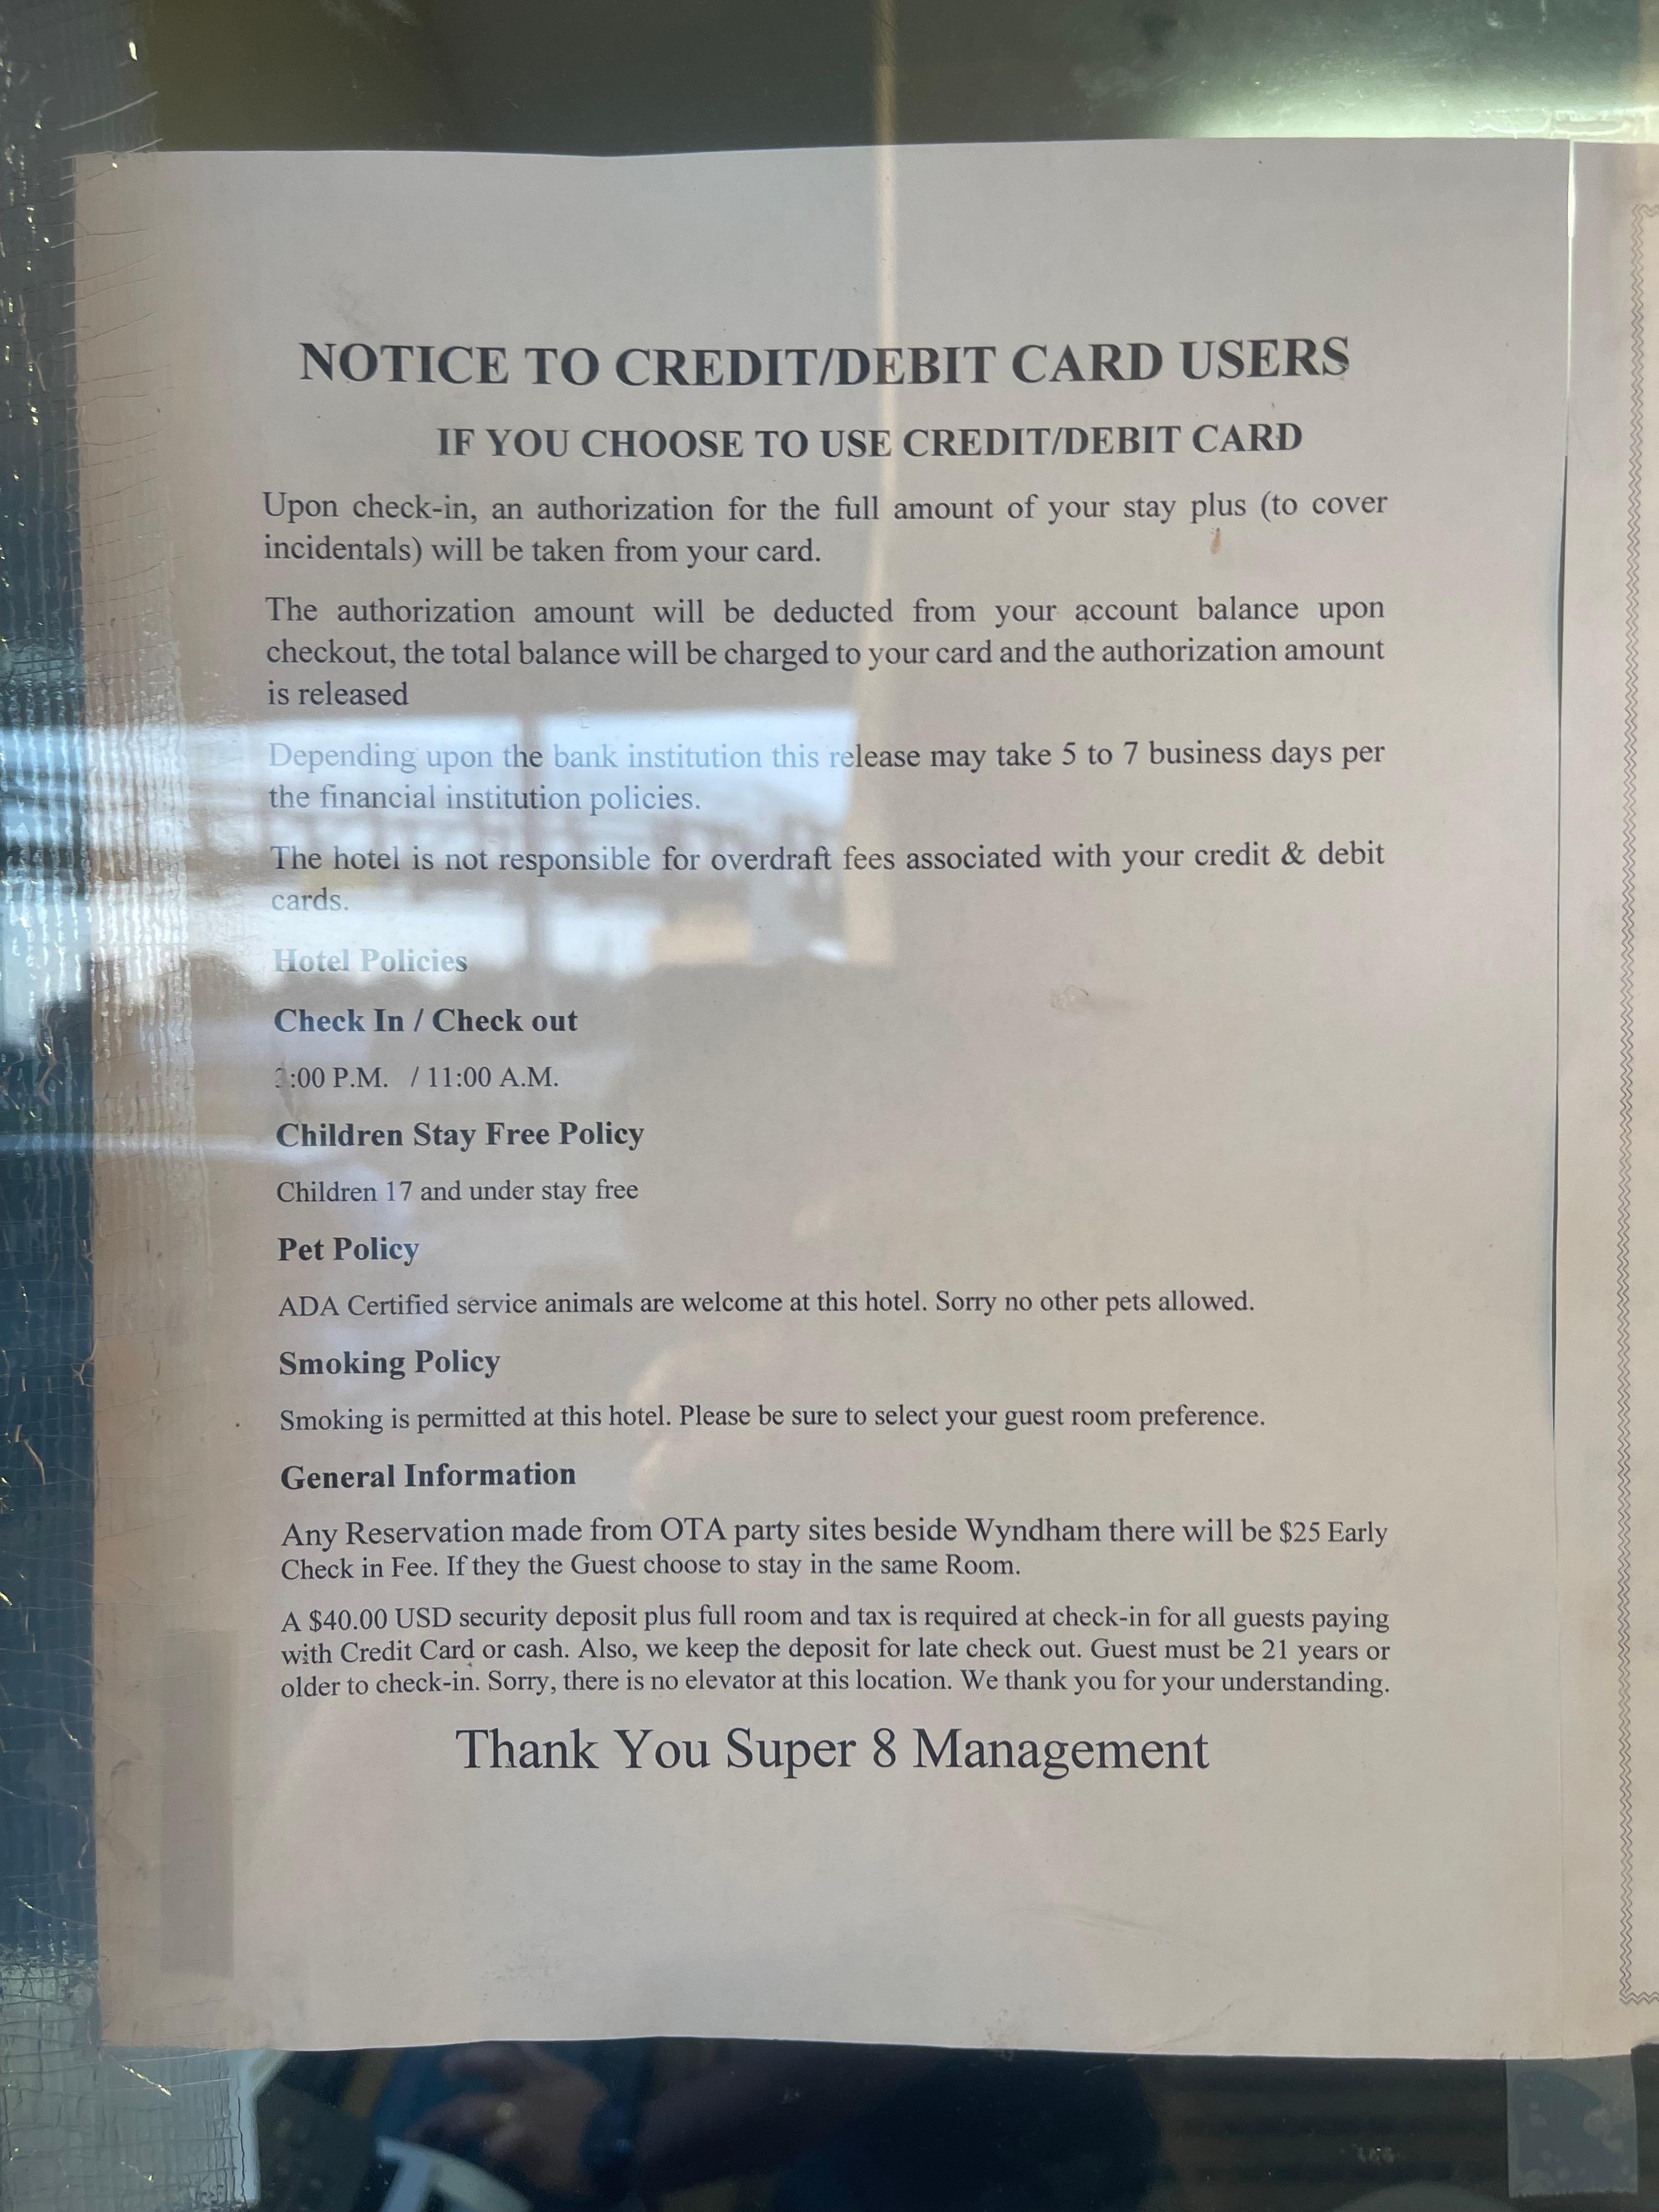 NOTICE TO CREDIT/DEBIT CARD USERS
IF YOU CHOOSE TO USE CREDIT/DEBIT CARD
Upon check-in, an authorization for the full amount of your stay plus (to cover
incidentals) will be taken from your card.
The authorization amount will be deducted from your account balance upon
checkout, the total balance will be charged to your card and the authorization amount
is released
Depending upon the bank institution this release may take 5 to 7 business days per
the financial institution policies.
The hotel is not responsible for overdraft fees associated with your credit & debit
cards.
Hotel Policies
Check In / Check out
:00 P.M. / 11:00 A.M.
Children Stay Free Policy
Children 17 and under stay free
Pet Policy
ADA Certified service animals are welcome at this hotel. Sorry no other pets allowed.
Smoking Policy
Smoking is permitted at this hotel. Please be sure to select your guest room preference.
General Information
Any Reservation made from OTA party sites beside Wyndham there will be $25 Early
Check in Fee. If they the Guest choose to stay in the same Room.
A $40.00 USD security deposit plus full room and tax is required at check-in for all guests paying
with Credit Card or cash. Also, we keep the deposit for late check out. Guest must be 21 years or
older to check-in. Sorry, there is no elevator at this location. We thank you for your understanding.
Thank You Super 8 Management